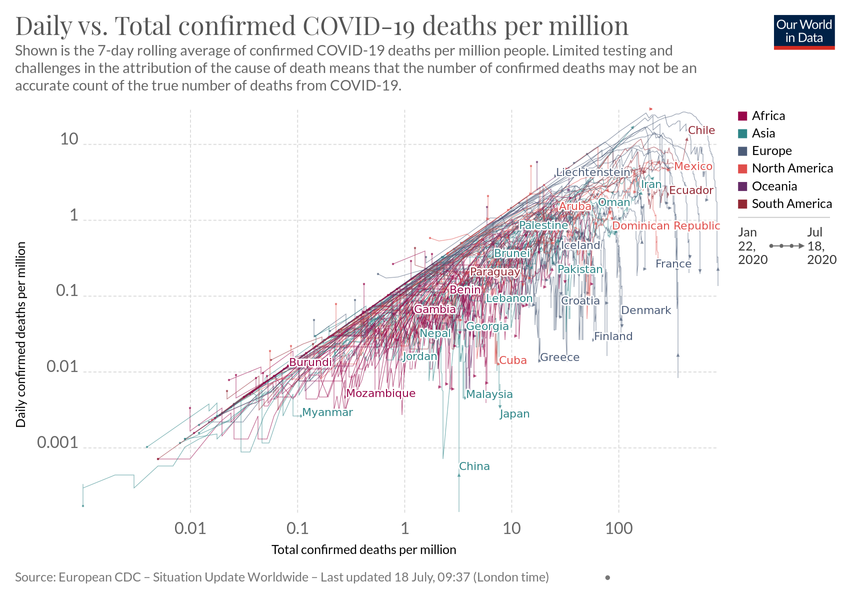 Daily vs. Total confirmed COVID-19 deaths per million
Shown is the 7-day rolling average of confirmed COVID-19 deaths per million people. Limited testing and
challenges in the attribution of the cause of death means that the number of confirmed deaths may not be an
accurate count of the true number of deaths from COVID-19.
Our World
in Data
Daily confirmed deaths per million
10
1
0.1
0.01
0.001
Chile
Mexico
Liechtenstein
Iran
Ecuador
Aruba
Oman
Palestine
Dominican Republic
Iceland
Brunei
France
Paraguay
Pakistan
Benin
Lebanon
Croatia
Gambia
Denmark
Georgia
Nepal
Finland
Jordan
Greece
Burundi
Cuba
Mozambique
Malaysia
Myanmar
Japan
China
0.01
0.1
1
10
100
Total confirmed deaths per million
Africa
Asia
Europe
North America
Oceania
South America
Jan
22,
2020
Jul
18,
2020
Source: European CDC – Situation Update Worldwide – Last updated 18 July, 09:37 (London time)